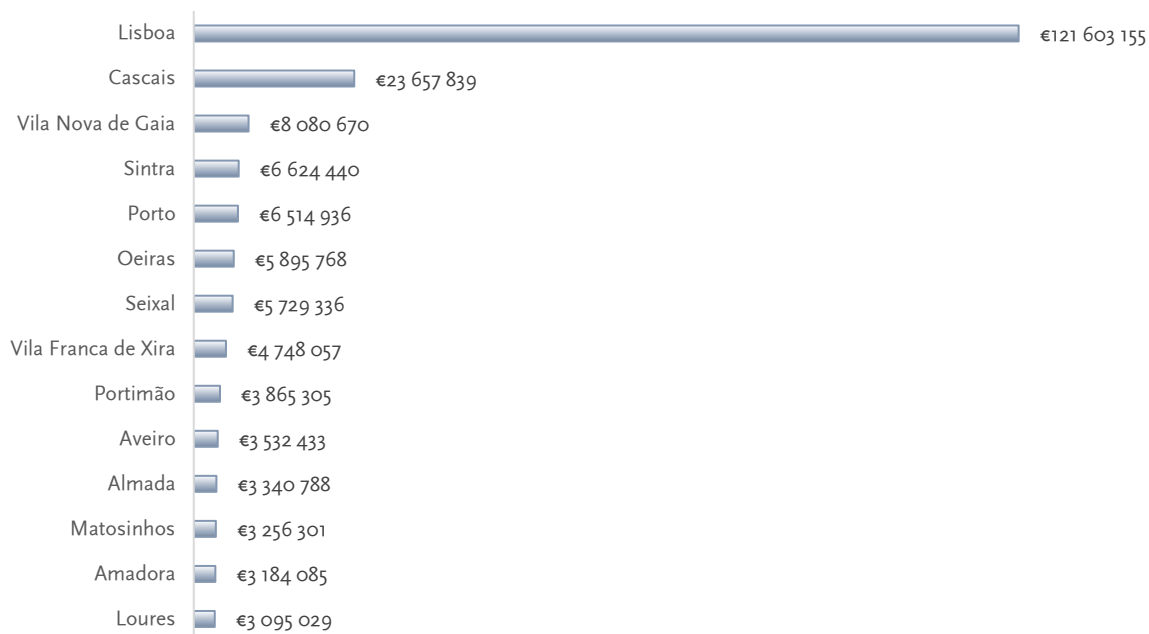 Lisboa €121 603 155
Cascais €23 657 839
Vila Nova de Gaia €8 080 670
Sintra €6 624 440
Porto €6 514 936
Oeiras €5 895 768
Seixal €5 729 336
Vila Franca de Xira €4 748 057
Portimão €3 865 305
Aveiro €3 532 433
Almada €3 340 788
Matosinhos €3 256 301
Amadora €3 184 085
Loures €3 095 029